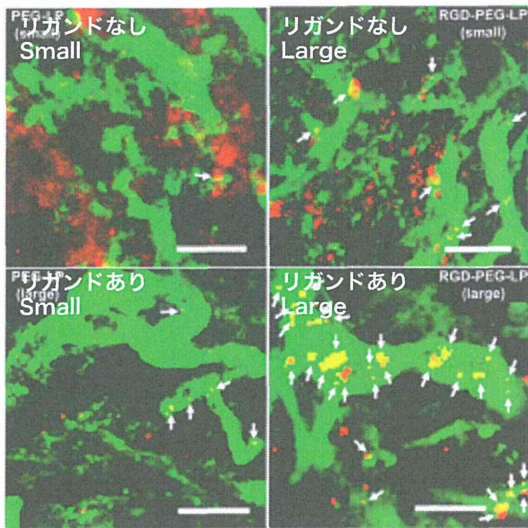 PEG-LP
(small)
リガンドなし
Small
RGD-PEG-LP
(small)
リガンドなし
Large
PEG-LP
(large)
リガンドあり
Small
RGD-PEG-LP
(large)
リガンドあり
Large